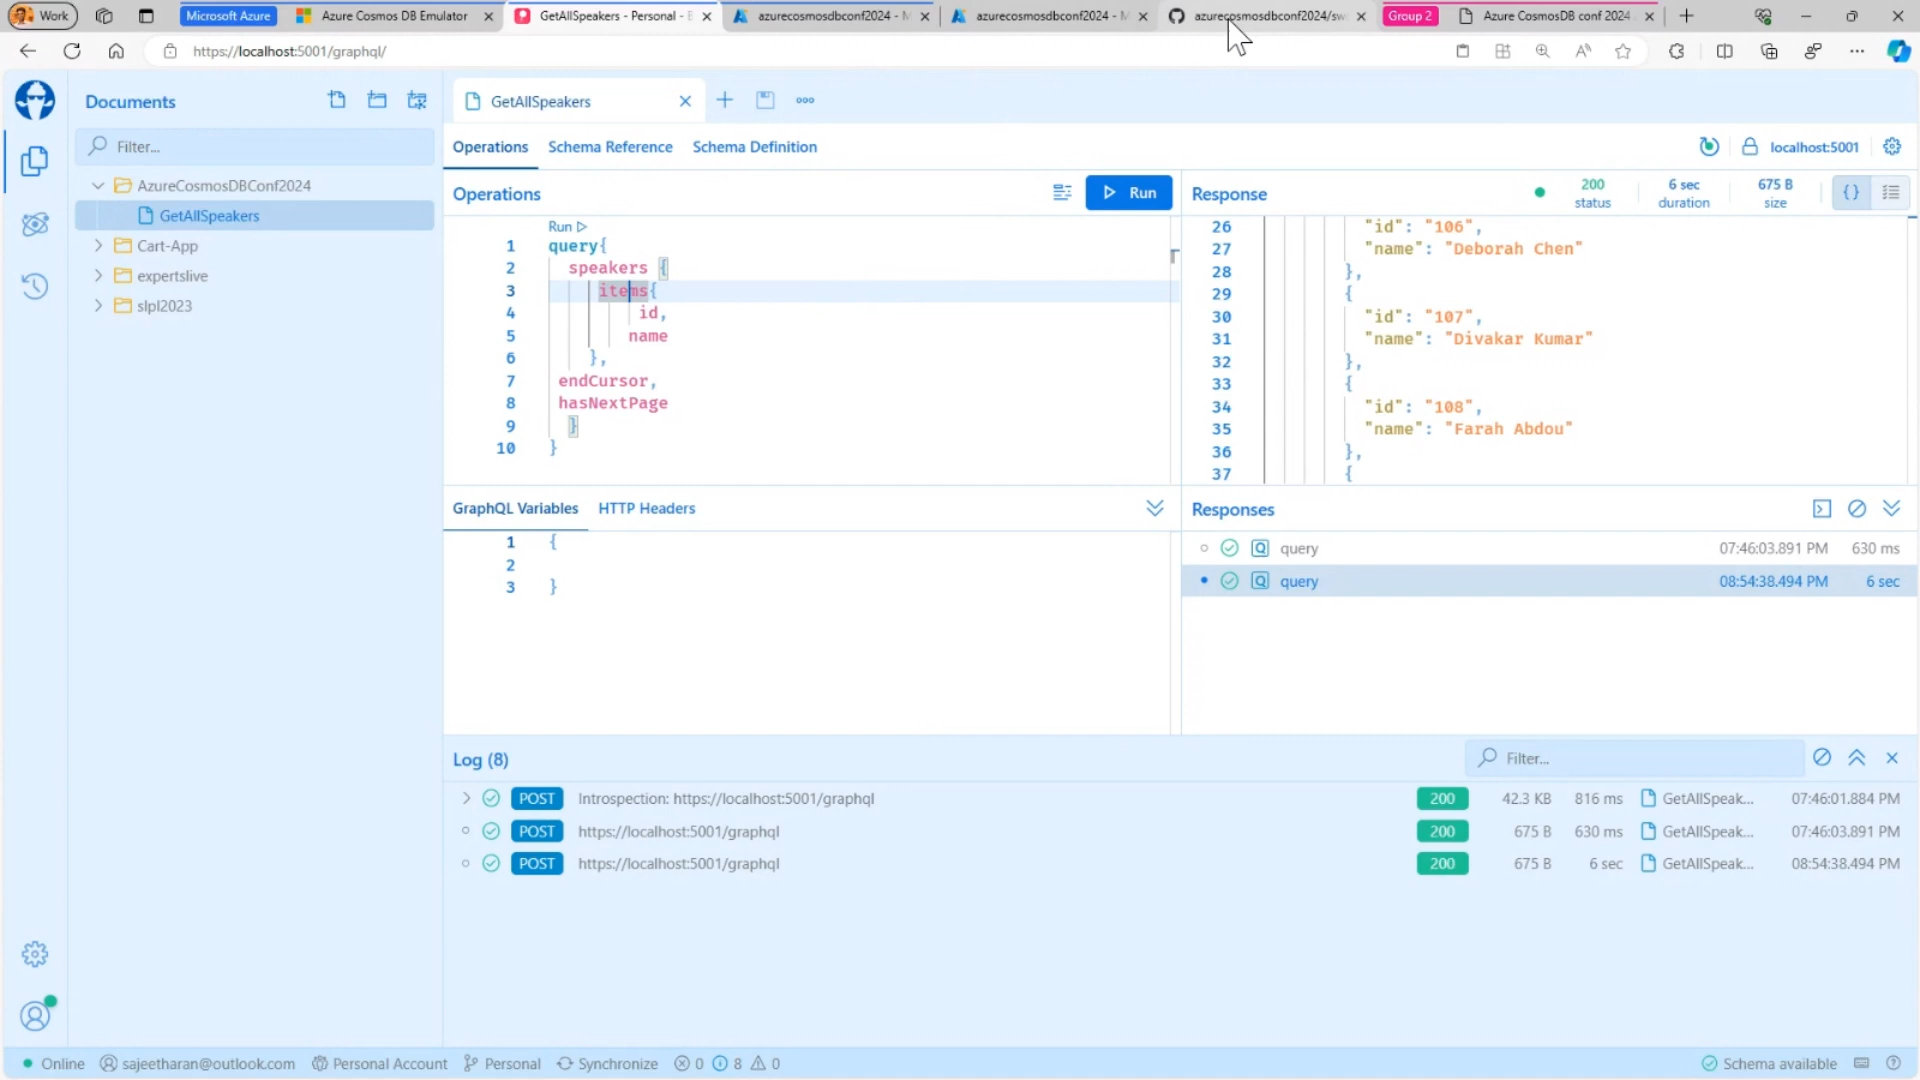 Work
Microsoft Azure
Azure Cosmos DB Emulator
GetAllSpeakers - Personal - B
azurecosmosdbconf2024 - M
azurecosmosdbconf2024 - M
azurecosmosdbconf2024/sw
Group 2
Azure CosmosDB conf 2024
https://localhost:5001/graphql/
Documents
Filter...
AzureCosmosDBConf2024
GetAllSpeakers
Cart-App
expertslive
slpl2023
GetAllSpeakers
Operations
Schema Reference
Schema Definition
localhost:5001
Operations
Run
Run
1 query{
2 speakers {
3 items{
4 id,
5 name
6 },
7 endCursor,
8 hasNextPage
9 }
10 }
Response
200 status
6 sec duration
675 B size
26 "id": "106",
27 "name": "Deborah Chen"
28 },
29 {
30 "id": "107",
31 "name": "Divakar Kumar"
32 },
33 {
34 "id": "108",
35 "name": "Farah Abdou"
36 },
37 {
GraphQL Variables
HTTP Headers
1 {
2
3 }
Responses
Q query 07:46:03.891 PM 630 ms
Q query 08:54:38.494 PM 6 sec
Log (8)
Filter...
POST Introspection: https://localhost:5001/graphql 200 42.3 KB 816 ms GetAllSpeak... 07:46:01.884 PM
POST https://localhost:5001/graphql 200 675 B 630 ms GetAllSpeak... 07:46:03.891 PM
POST https://localhost:5001/graphql 200 675 B 6 sec GetAllSpeak... 08:54:38.494 PM
Online sajeetharan@outlook.com Personal Account Personal Synchronize 0 8 0 Schema available